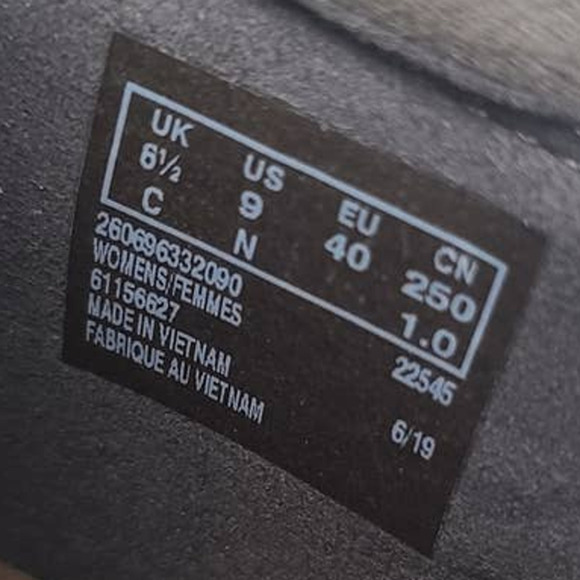 UK US EU CN
6½ 9 40 250
C N 1.0
260696332090
WOMENS/FEMMES 22545
61156627
MADE IN VIETNAM 6/19
FABRIQUE AU VIETNAM